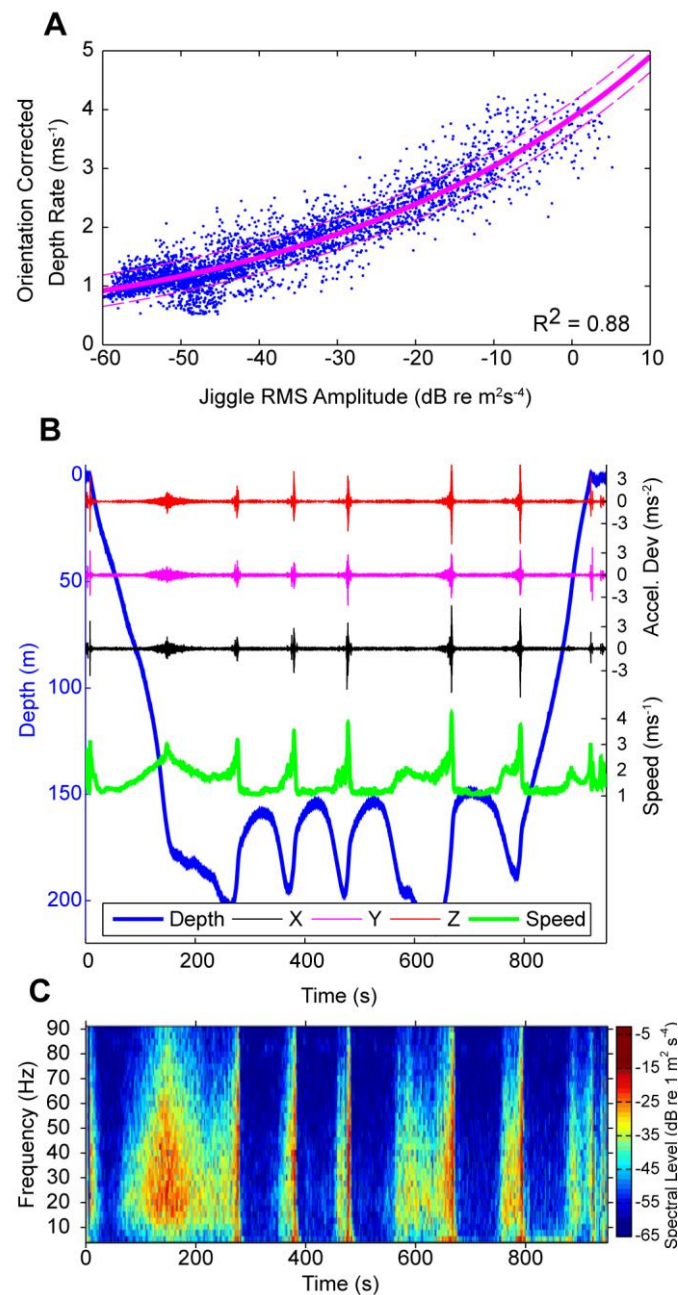 A
Orientation Corrected
Depth Rate (ms⁻¹)
5
4
3
2
1
0
R² = 0.88
-60 -50 -40 -30 -20 -10 0 10
Jiggle RMS Amplitude (dB re m²s⁻⁴)
B
Depth (m)
0
50
100
150
200
3
0
-3
3
0
-3
3
0
-3
Accel. Dev (ms⁻²)
4
3
2
1
Speed (ms⁻¹)
Depth X Y Z Speed
0 200 400 600 800
Time (s)
C
Frequency (Hz)
90
80
70
60
50
40
30
20
10
0 200 400 600 800
Time (s)
-5
-15
-25
-35
-45
-55
-65
Spectral Level (dB re 1 m² s⁻⁴)